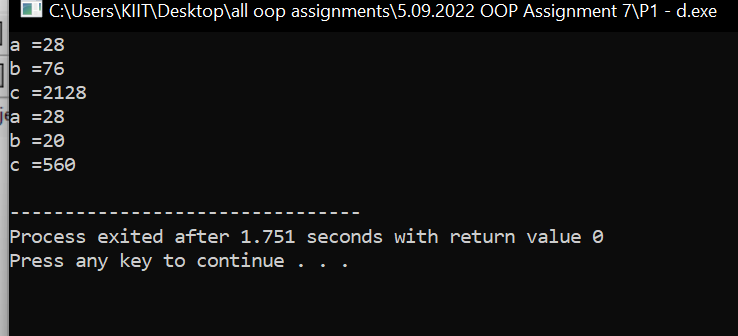 C:\Users\KIIT\Desktop\all oop assignments\5.09.2022 OOP Assignment 7\P1 - d.exe
a =28
b =76
c =2128
a =28
b =20
c =560
--------------------------------
Process exited after 1.751 seconds with return value 0
Press any key to continue . . .